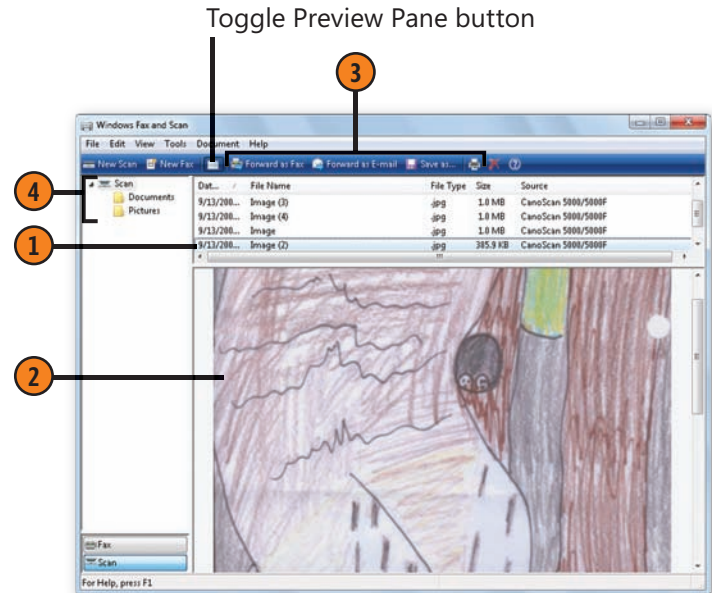 Toggle Preview Pane button
3
Windows Fax and Scan
File Edit View Tools Document Help
New Scan New Fax Forward as Fax Forward as E-mail Save as...
4
Scan
Documents
Pictures
Dat... File Name File Type Size Source
9/13/200... Image (3) .jpg 1.0 MB CanoScan 5000/5000F
9/13/200... Image (4) .jpg 1.0 MB CanoScan 5000/5000F
9/13/200... Image .jpg 1.0 MB CanoScan 5000/5000F
1
9/13/200... Image (2) .jpg 385.9 KB CanoScan 5000/5000F
2
Fax
Scan
For Help, press F1